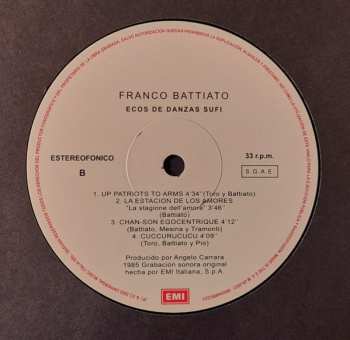 FRANCO BATTIATO
ECOS DE DANZAS SUFI
ESTEREOFONICO
B
33 r.p.m.
S.G.A.E.
1. UP PATRIOTS TO ARMS 4'34" (Toro y Battiato)
2. LA ESTACION DE LOS AMORES
"La stagione dell'amore" 3'46"
(Battiato)
3. CHAN-SON EGOCENTRIQUE 4'12"
(Battiato, Mesina y Tramonti)
4. CUCCURUCUCU 4'09"
(Toro, Battiato y Pio)
Producido por Angelo Carrara
1985 Grabación sonora original
hecha por EMI Italiana, S.p.A.
EMI